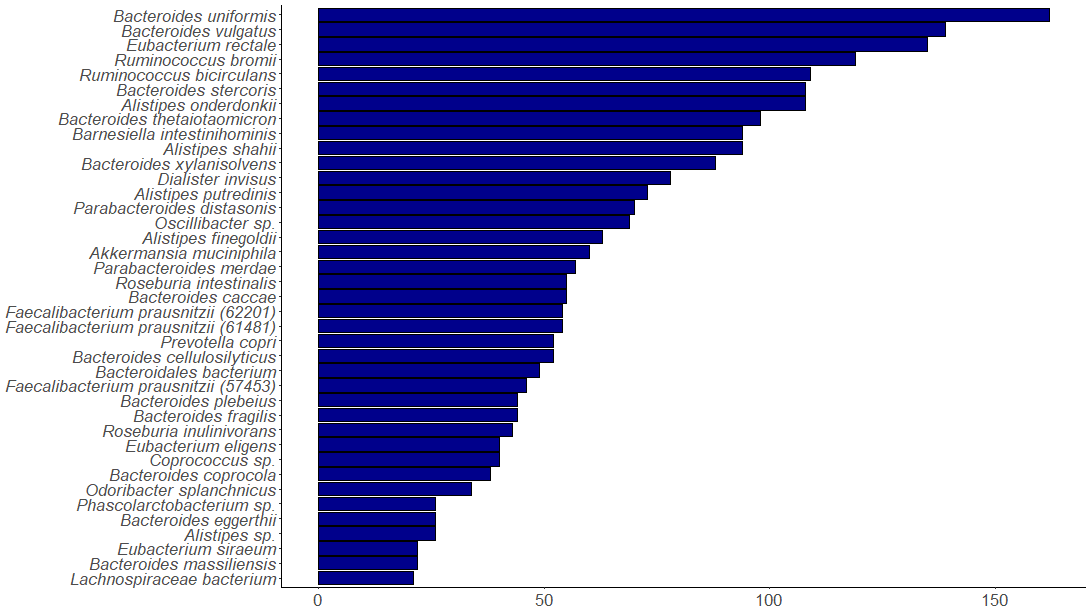 Bacteroides uniformis
Bacteroides vulgatus
Eubacterium rectale
Ruminococcus bromii
Ruminococcus bicirculans
Bacteroides stercoris
Alistipes onderdonkii
Bacteroides thetaiotaomicron
Barnesiella intestinihominis
Alistipes shahii
Bacteroides xylanisolvens
Dialister invisus
Alistipes putredinis
Parabacteroides distasonis
Oscillibacter sp.
Alistipes finegoldii
Akkermansia muciniphila
Parabacteroides merdae
Roseburia intestinalis
Bacteroides caccae
Faecalibacterium prausnitzii (62201)
Faecalibacterium prausnitzii (61481)
Prevotella copri
Bacteroides cellulosilyticus
Bacteroidales bacterium
Faecalibacterium prausnitzii (57453)
Bacteroides plebeius
Bacteroides fragilis
Roseburia inulinivorans
Eubacterium eligens
Coprococcus sp.
Bacteroides coprocola
Odoribacter splanchnicus
Phascolarctobacterium sp.
Bacteroides eggerthii
Alistipes sp.
Eubacterium siraeum
Bacteroides massiliensis
Lachnospiraceae bacterium
0 50 100 150